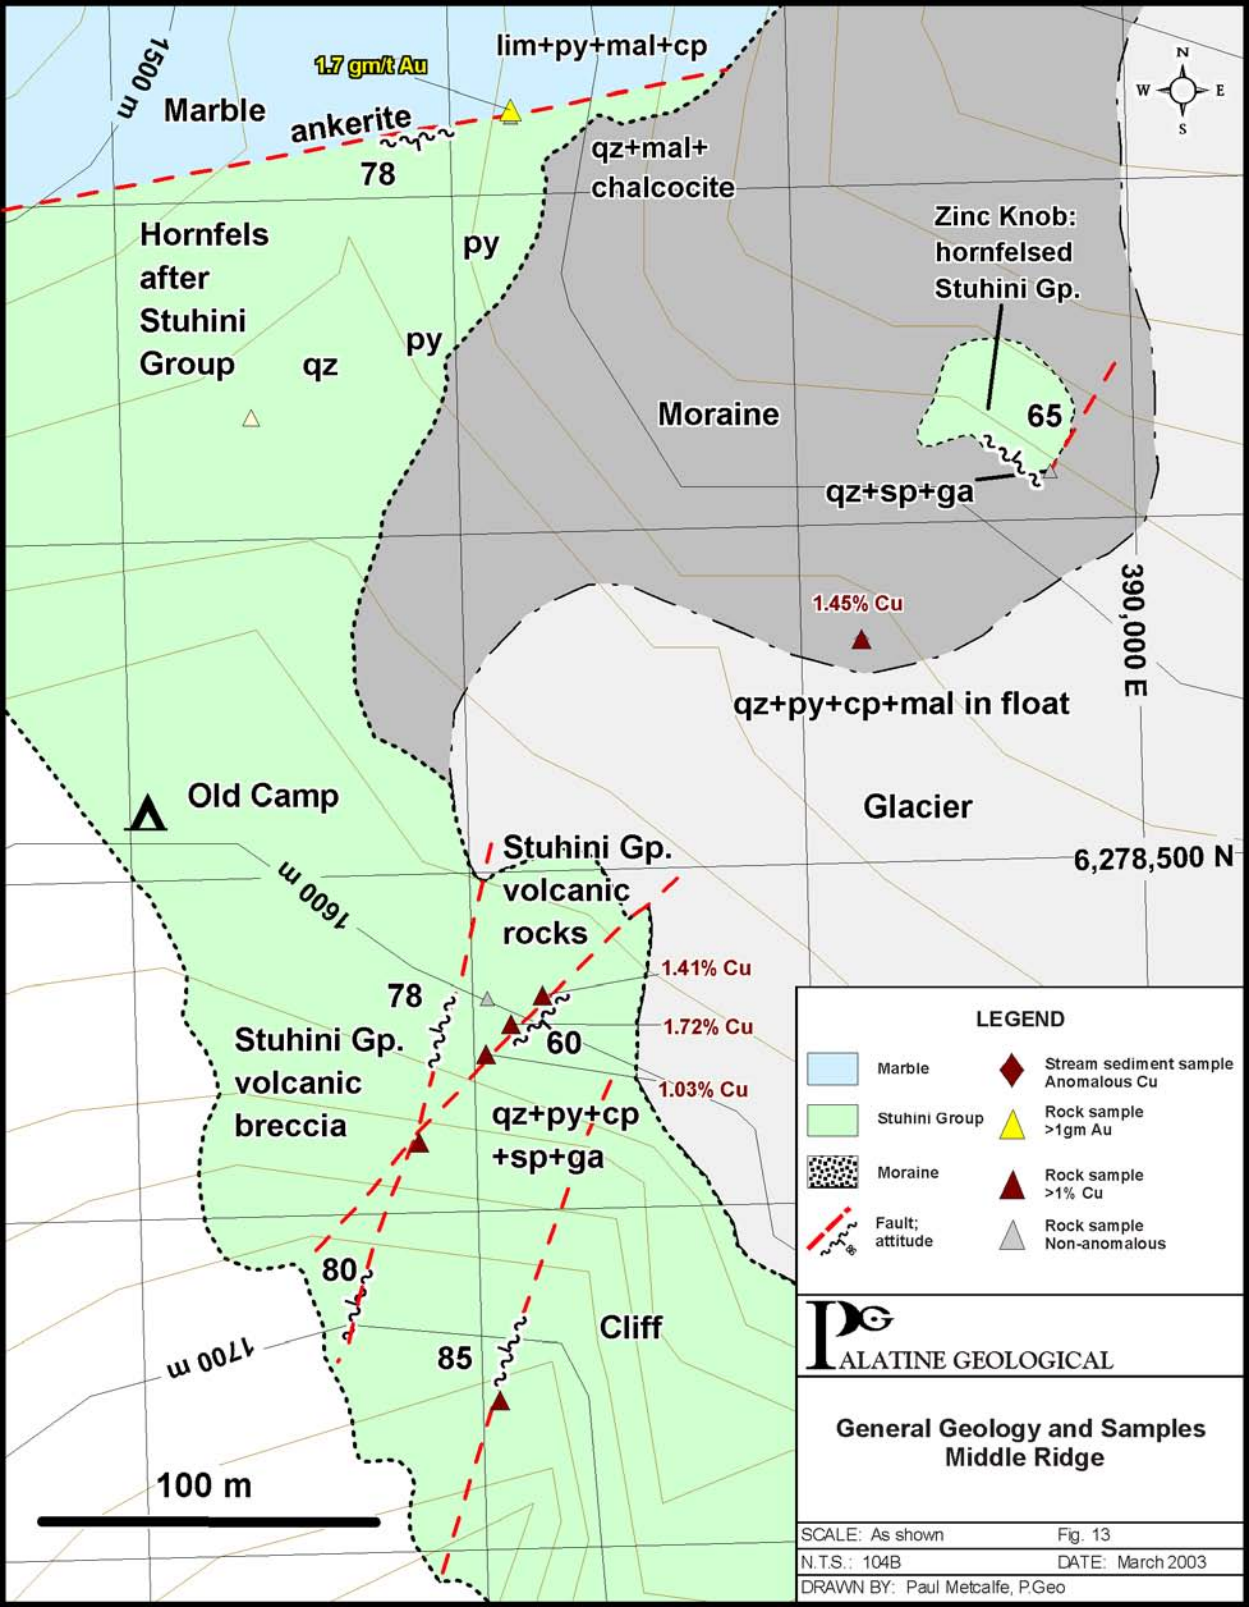 1500 m
1.7 gm/t Au
lim+py+mal+cp
N
W
E
S
Marble
ankerite
78
qz+mal+
chalcocite
Hornfels
after
Stuhini
Group
py
py
qz
Zinc Knob:
hornfelsed
Stuhini Gp.
65
Moraine
qz+sp+ga
390,000 E
1.45% Cu
qz+py+cp+mal in float
Old Camp
Glacier
6,278,500 N
Stuhini Gp.
volcanic
rocks
1600 m
1.41% Cu
78
1.72% Cu
60
1.03% Cu
Stuhini Gp.
volcanic
breccia
qz+py+cp
+sp+ga
80
Cliff
85
1700 m
100 m
LEGEND
Marble
Stuhini Group
Moraine
Fault;
attitude
86
Stream sediment sample
Anomalous Cu
Rock sample
>1gm Au
Rock sample
>1% Cu
Rock sample
Non-anomalous
PG
PALATINE GEOLOGICAL
General Geology and Samples
Middle Ridge
SCALE: As shown
Fig. 13
N.T.S.: 104B
DATE: March 2003
DRAWN BY: Paul Metcalfe, P.Geo